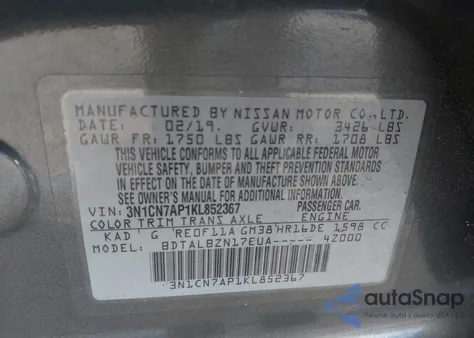 MANUFACTURED BY NISSAN MOTOR CO.,LTD.
DATE: 02/19. GVWR: 3426 LBS
GAWR FR: 1750 LBS GAWR RR: 1708 LBS
THIS VEHICLE CONFORMS TO ALL APPLICABLE FEDERAL MOTOR
VEHICLE SAFETY, BUMPER AND THEFT PREVENTION STANDARDS
IN EFFECT ON THE DATE OF MANUFACTURE SHOWN ABOVE.
SEE OWNER'S MANUAL FOR ADDITIONAL INFORMATION.
VIN: 3N1CN7AP1KL852367 PASSENGER CAR.
COLOR TRIM TRANS AXLE ENGINE
KAD G RE0F11A GM38 HR16DE 1,598 CC
MODEL: BDTALBZN17EUA----- 4Z000
3N1CN7AP1KL852367
autoSnap